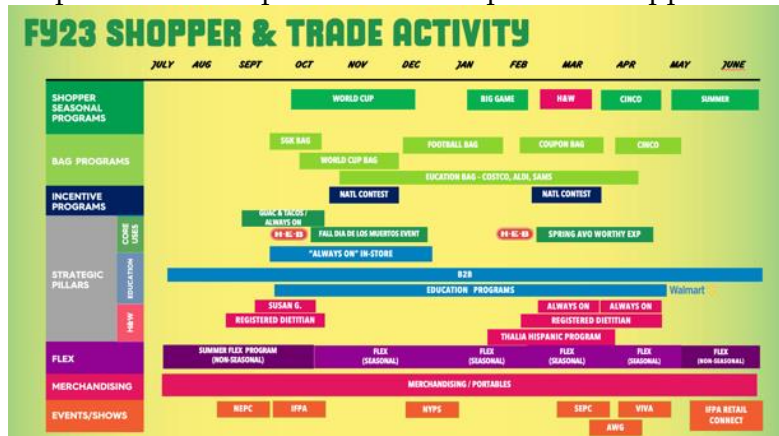 FY23 SHOPPER & TRADE ACTIVITY
JULY AUG SEPT OCT NOV DEC JAN FEB MAR APR MAY JUNE
SHOPPER
SEASONAL
PROGRAMS
WORLD CUP
BIG GAME
H&W
CINCO
SUMMER
BAG PROGRAMS
SGK BAG
FOOTBALL BAG
COUPON BAG
CINCO
WORLD CUP BAG
EUCATION BAG - COSTCO, ALDI, SAMS
INCENTIVE
PROGRAMS
NATL CONTEST
NATL CONTEST
STRATEGIC
PILLARS
CORE
USES
GUAC & TACOS /
ALWAYS ON
H-E-B
FALL DIA DE LOS MUERTOS EVENT
H-E-B
SPRING AVO WORTHY EXP
EDUCATION
"ALWAYS ON" IN-STORE
B2B
EDUCATION PROGRAMS
Walmart
H&W
SUSAN G.
ALWAYS ON
ALWAYS ON
REGISTERED DIETITIAN
REGISTERED DIETITIAN
THALIA HISPANIC PROGRAM
FLEX
SUMMER FLEX PROGRAM
(NON-SEASONAL)
FLEX
(SEASONAL)
FLEX
(SEASONAL)
FLEX
(SEASONAL)
FLEX
(SEASONAL)
FLEX
(NON-SEASONAL)
MERCHANDISING
MERCHANDISING / PORTABLES
EVENTS/SHOWS
NEPC
IFPA
NYPS
SEPC
VIVA
IFPA RETAIL
CONNECT
AWG